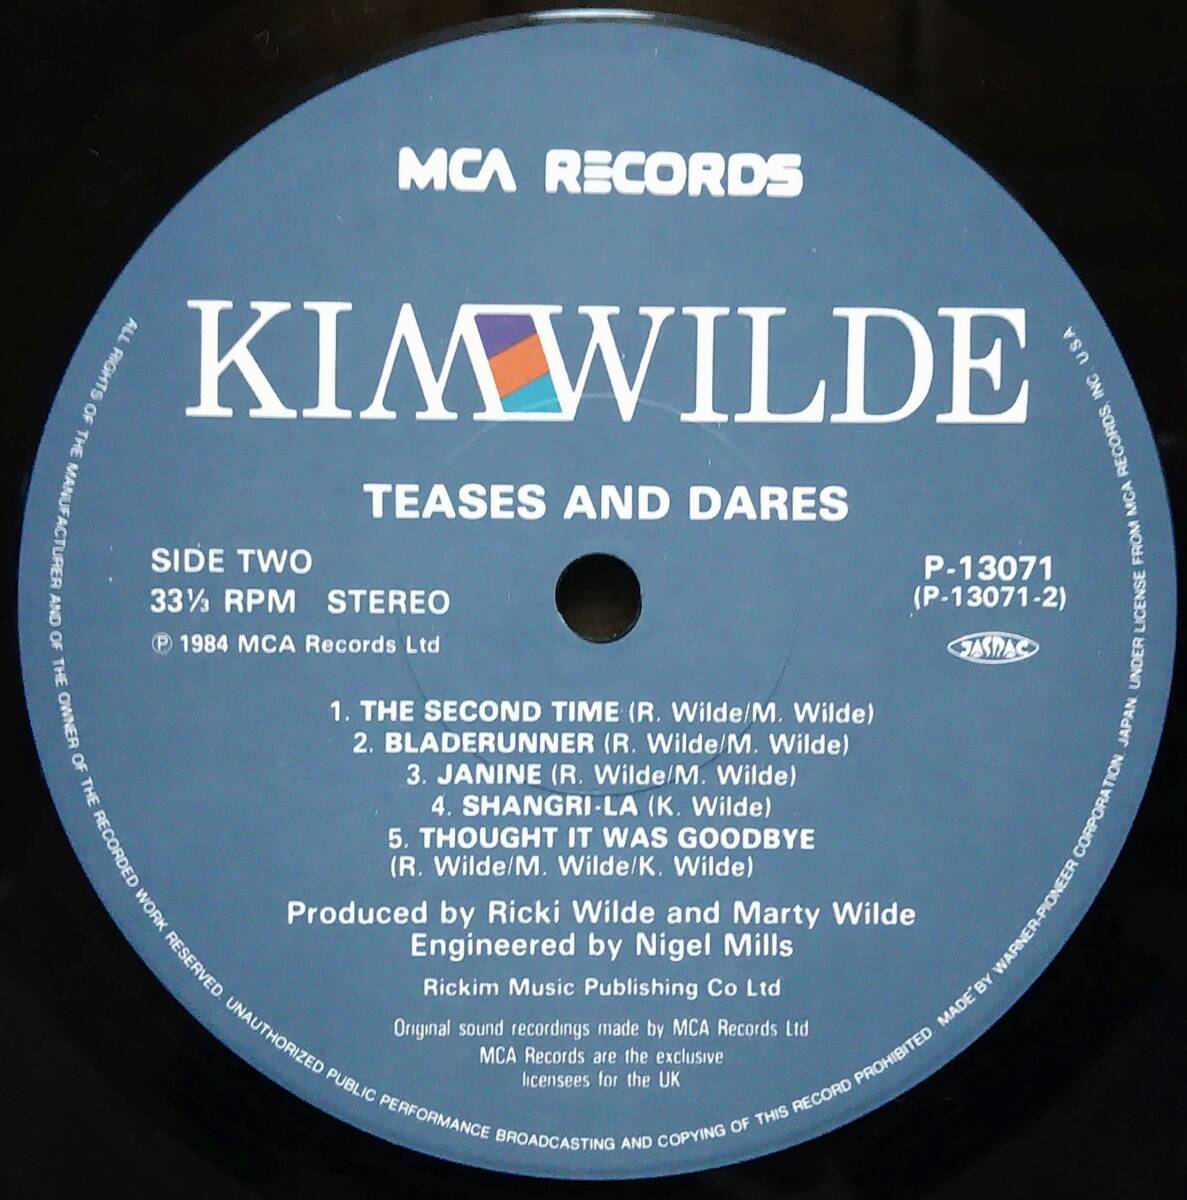 MCA RECORDS
KIM WILDE
TEASES AND DARES
SIDE TWO
33⅓ RPM STEREO
℗ 1984 MCA Records Ltd
P-13071
(P-13071-2)
JASRAC
1. THE SECOND TIME (R. Wilde/M. Wilde)
2. BLADERUNNER (R. Wilde/M. Wilde)
3. JANINE (R. Wilde/M. Wilde)
4. SHANGRI-LA (K. Wilde)
5. THOUGHT IT WAS GOODBYE
(R. Wilde/M. Wilde/K. Wilde)
Produced by Ricki Wilde and Marty Wilde
Engineered by Nigel Mills
Rickim Music Publishing Co Ltd
Original sound recordings made by MCA Records Ltd
MCA Records are the exclusive
licensees for the UK
ALL RIGHTS OF THE MANUFACTURER AND OF THE OWNER OF THE RECORDED WORK RESERVED. UNAUTHORIZED PUBLIC PERFORMANCE BROADCASTING AND COPYING OF THIS RECORD PROHIBITED. MADE BY WARNER-PIONEER CORPORATION, JAPAN, UNDER LICENSE FROM MCA RECORDS, INC. U.S.A.